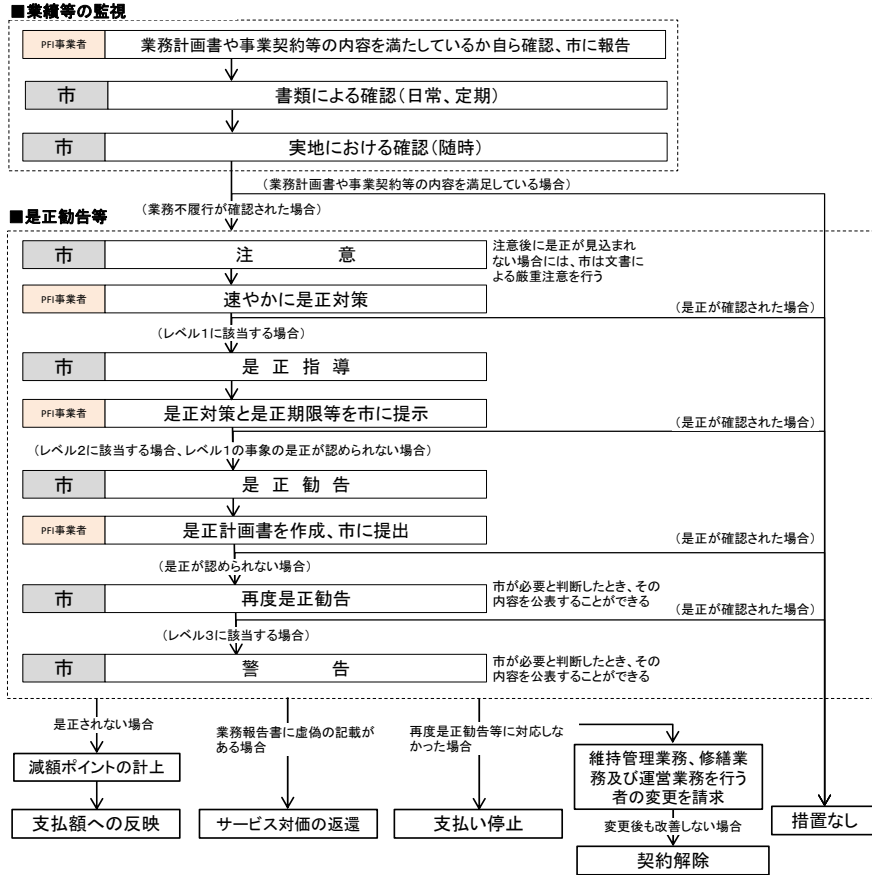 ■業績等の監視
PFI事業者
業務計画書や事業契約等の内容を満たしているか自ら確認、市に報告
市
書類による確認（日常、定期）
市
実地における確認（随時）
（業務計画書や事業契約等の内容を満足している場合）
（業務不履行が確認された場合）
■是正勧告等
市
注　　　意
注意後に是正が見込まれ
ない場合には、市は文書に
よる厳重注意を行う
PFI事業者
速やかに是正対策
（是正が確認された場合）
（レベル1に該当する場合）
市
是 正 指 導
PFI事業者
是正対策と是正期限等を市に提示
（是正が確認された場合）
（レベル2に該当する場合、レベル1の事象の是正が認められない場合）
市
是 正 勧 告
PFI事業者
是正計画書を作成、市に提出
（是正が確認された場合）
（是正が認められない場合）
市
再度是正勧告
市が必要と判断したとき、その
内容を公表することができる
（是正が確認された場合）
（レベル3に該当する場合）
市
警　　　告
市が必要と判断したとき、その
内容を公表することができる
是正されない場合
業務報告書に虚偽の記載が
ある場合
再度是正勧告等に対応しな
かった場合
減額ポイントの計上
維持管理業務、修繕業
務及び運営業務を行う
者の変更を請求
支払額への反映
サービス対価の返還
支払い停止
措置なし
変更後も改善しない場合
契約解除